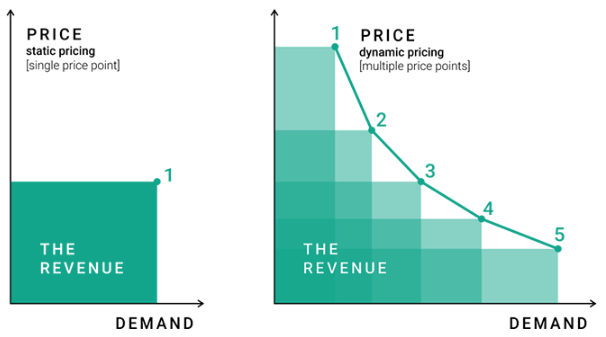 PRICE
static pricing
[single price point]
1
THE
REVENUE
DEMAND
PRICE
dynamic pricing
[multiple price points]
1
2
3
4
5
THE
REVENUE
DEMAND